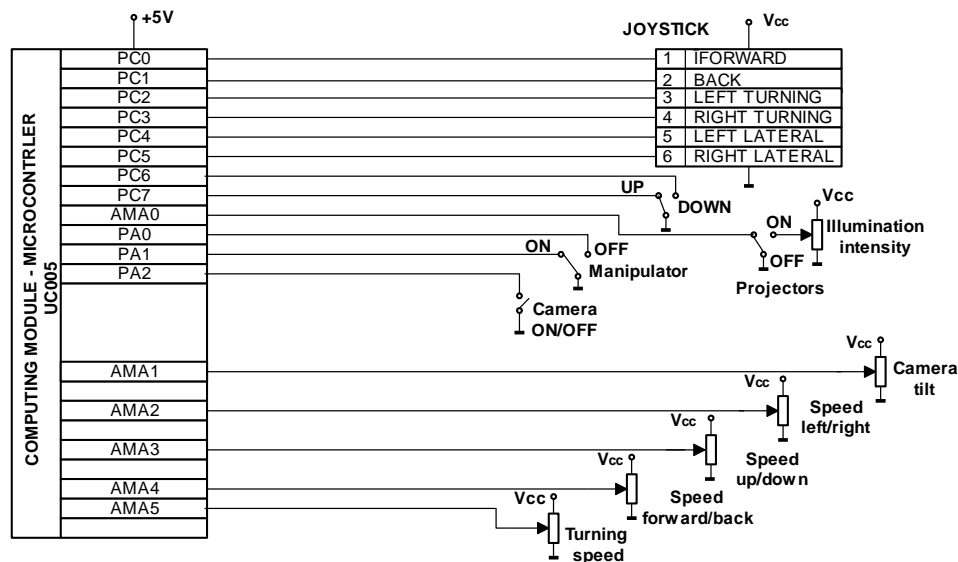 +5V
JOYSTICK
Vcc
COMPUTING MODULE - MICROCONTRLER
UC005
PC0
PC1
PC2
PC3
PC4
PC5
PC6
PC7
AMA0
PA0
PA1
PA2
AMA1
AMA2
AMA3
AMA4
AMA5
1 ÏFORWARD
2 BACK
3 LEFT TURNING
4 RIGHT TURNING
5 LEFT LATERAL
6 RIGHT LATERAL
UP
DOWN
Vcc
ON
OFF
Illumination
intensity
Projectors
ON
OFF
Manipulator
Camera
ON/OFF
Vcc
Camera
tilt
Vcc
Speed
left/right
Vcc
Speed
up/down
Vcc
Speed
forward/back
Vcc
Turning
speed